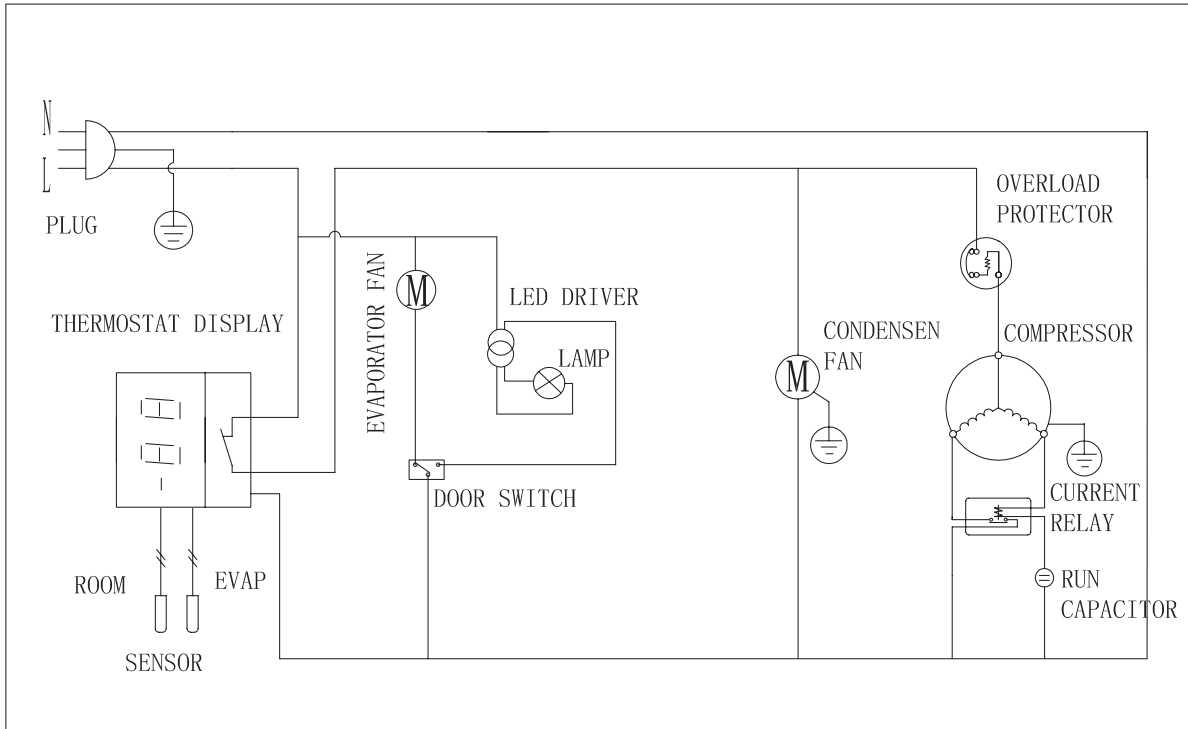 N
L
PLUG
THERMOSTAT DISPLAY
ROOM
EVAP
SENSOR
EVAPORATOR FAN
M
LED DRIVER
LAMP
DOOR SWITCH
M
CONDENSEN
FAN
OVERLOAD
PROTECTOR
COMPRESSOR
CURRENT
RELAY
RUN
CAPACITOR